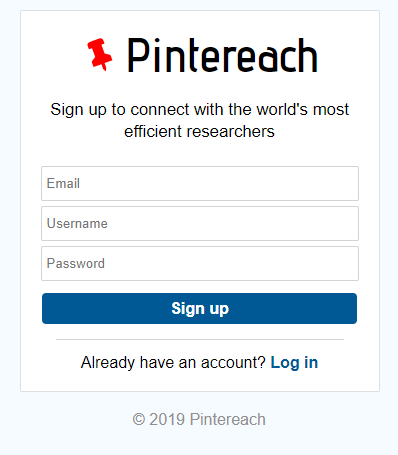 Pintereach
Sign up to connect with the world's most
efficient researchers
Email
Username
Password
Sign up
Already have an account? Log in
© 2019 Pintereach